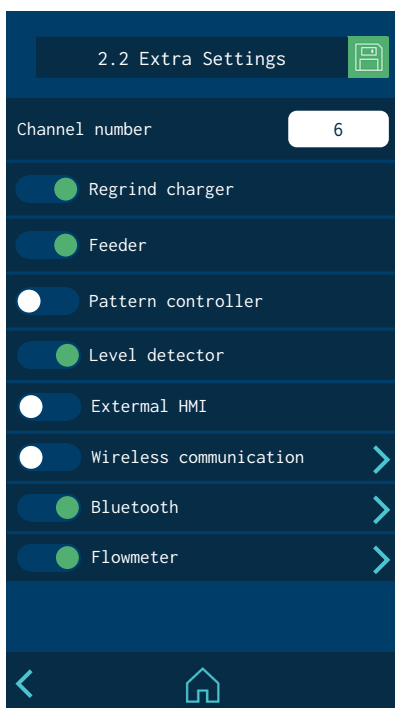 2.2 Extra Settings
Channel number 6
Regrind charger
Feeder
Pattern controller
Level detector
Extermal HMI
Wireless communication
Bluetooth
Flowmeter